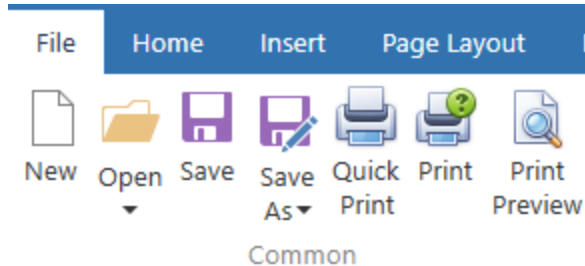 File Home Insert Page Layout
New Open Save Save As Quick Print Print Print Preview
Common